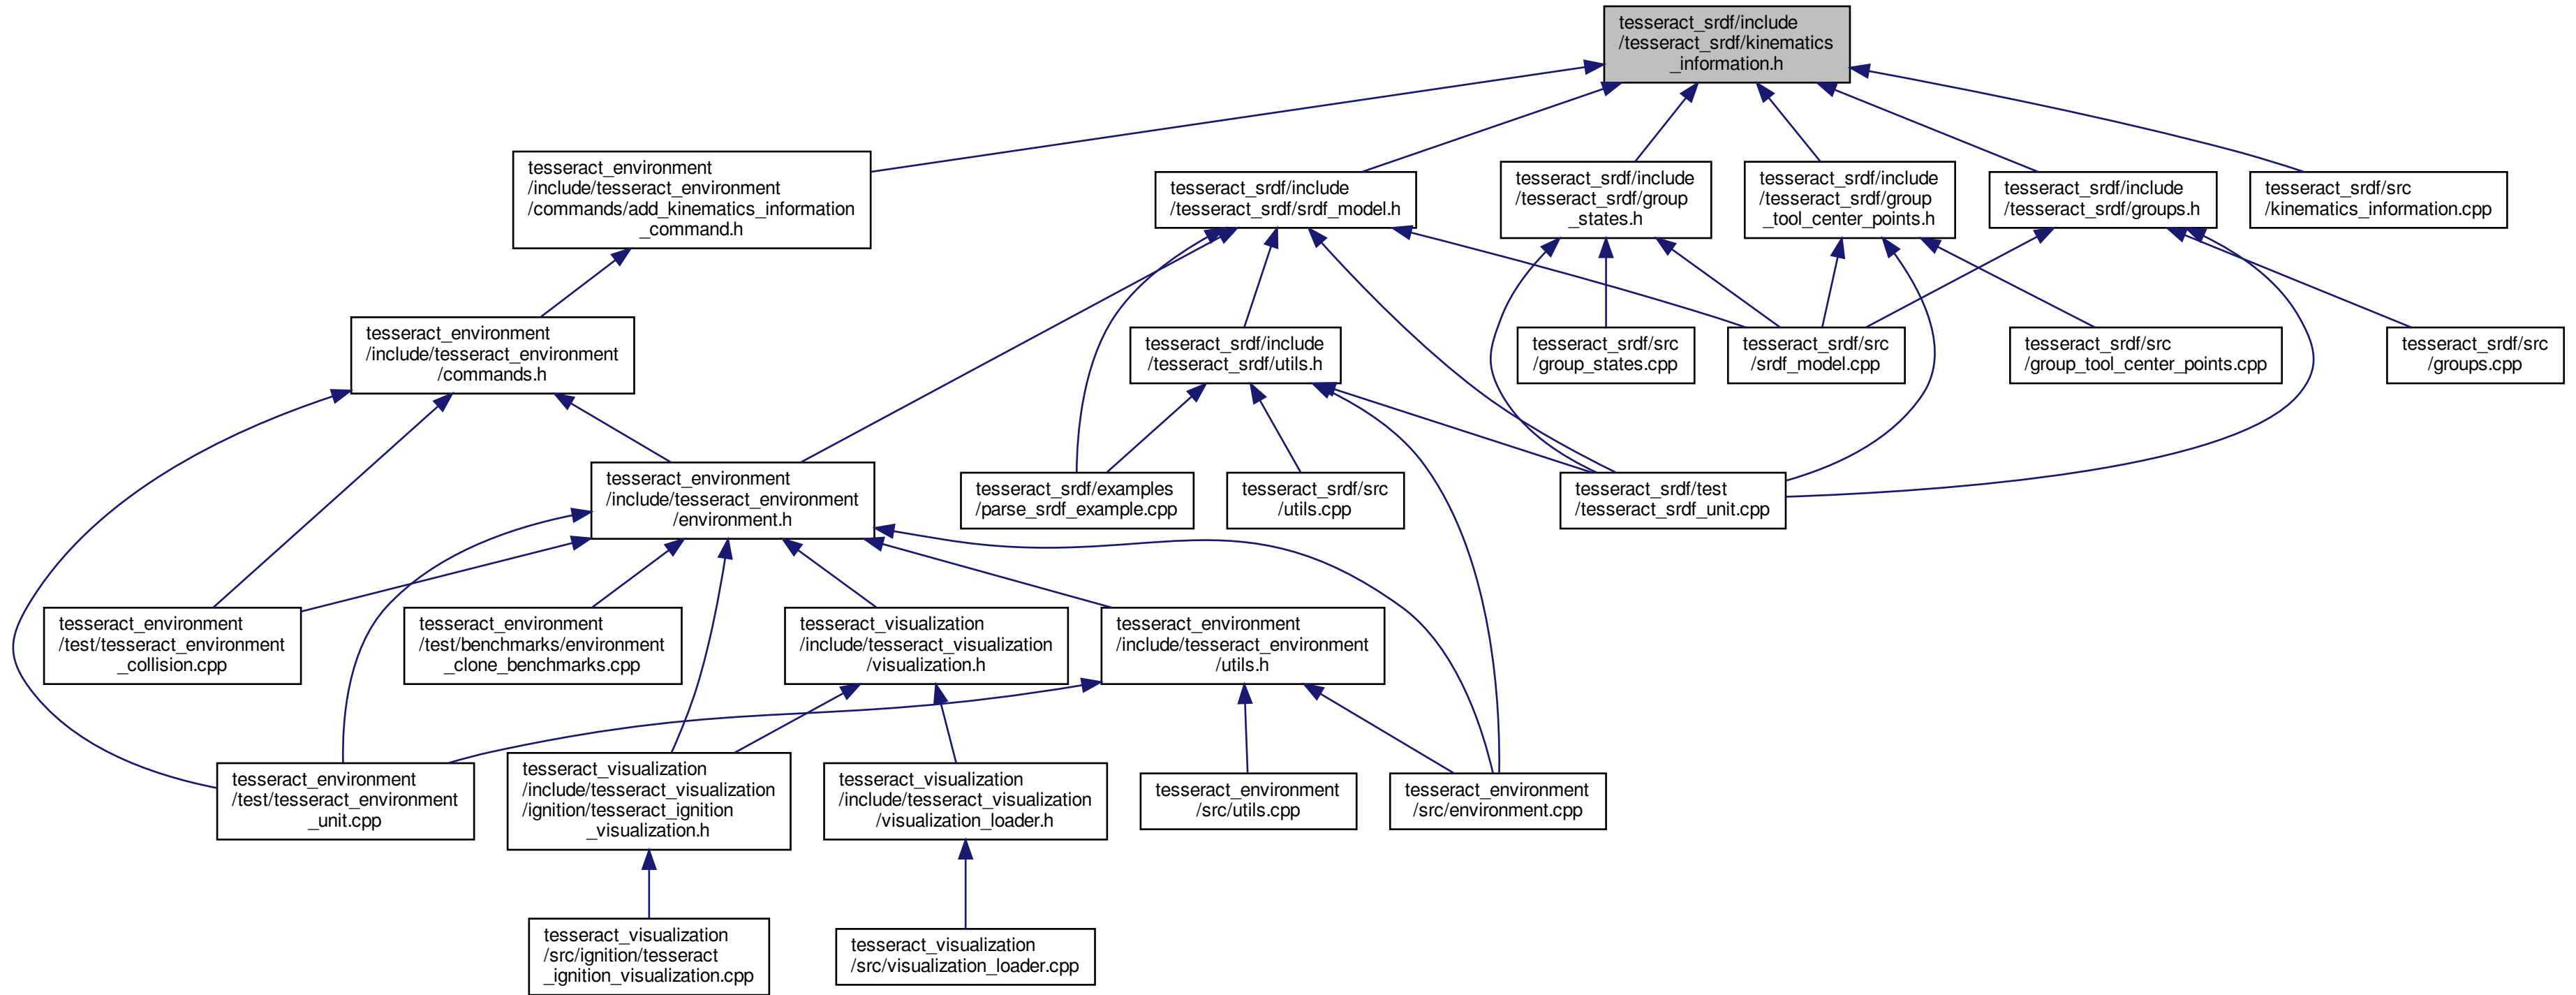 tesseract_srdf/include
/tesseract_srdf/kinematics
_information.h
tesseract_environment
/include/tesseract_environment
/commands/add_kinematics_information
_command.h
tesseract_srdf/include
/tesseract_srdf/srdf_model.h
tesseract_srdf/include
/tesseract_srdf/group
_states.h
tesseract_srdf/include
/tesseract_srdf/group
_tool_center_points.h
tesseract_srdf/include
/tesseract_srdf/groups.h
tesseract_srdf/src
/kinematics_information.cpp
tesseract_environment
/include/tesseract_environment
/commands.h
tesseract_srdf/include
/tesseract_srdf/utils.h
tesseract_srdf/src
/group_states.cpp
tesseract_srdf/src
/srdf_model.cpp
tesseract_srdf/src
/group_tool_center_points.cpp
tesseract_srdf/src
/groups.cpp
tesseract_environment
/include/tesseract_environment
/environment.h
tesseract_srdf/examples
/parse_srdf_example.cpp
tesseract_srdf/src
/utils.cpp
tesseract_srdf/test
/tesseract_srdf_unit.cpp
tesseract_environment
/test/tesseract_environment
_collision.cpp
tesseract_environment
/test/benchmarks/environment
_clone_benchmarks.cpp
tesseract_visualization
/include/tesseract_visualization
/visualization.h
tesseract_environment
/include/tesseract_environment
/utils.h
tesseract_environment
/test/tesseract_environment
_unit.cpp
tesseract_visualization
/include/tesseract_visualization
/ignition/tesseract_ignition
_visualization.h
tesseract_visualization
/include/tesseract_visualization
/visualization_loader.h
tesseract_environment
/src/utils.cpp
tesseract_environment
/src/environment.cpp
tesseract_visualization
/src/ignition/tesseract
_ignition_visualization.cpp
tesseract_visualization
/src/visualization_loader.cpp